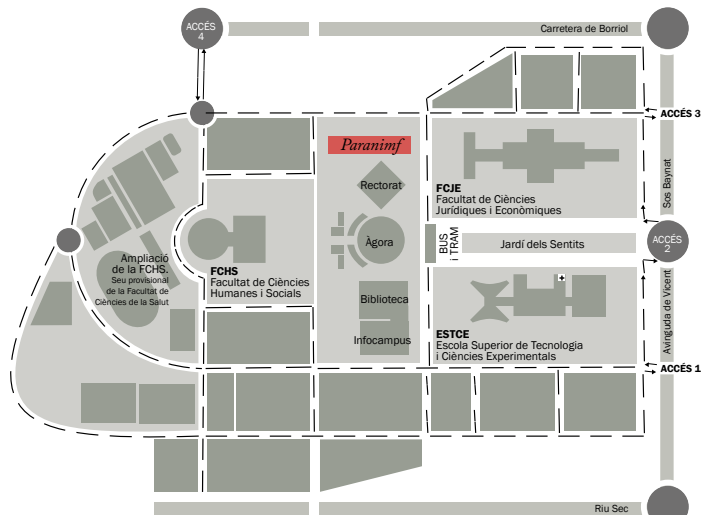 ACCÉS
4
Carretera de Borriol
ACCÉS 3
Paranimf
Rectorat
FCJE
Facultat de Ciències
Jurídiques i Econòmiques
Sos Baynat
Àgora
BUS
i TRAM
Jardí dels Sentits
ACCÉS
2
Ampliació
de la FCHS.
Seu provisional
de la Facultat de
Ciències de la Salut
FCHS
Facultat de Ciències
Humanes i Socials
Biblioteca
Infocampus
ESTCE
Escola Superior de Tecnologia
i Ciències Experimentals
Avinguda de Vicent
ACCÉS 1
Riu Sec